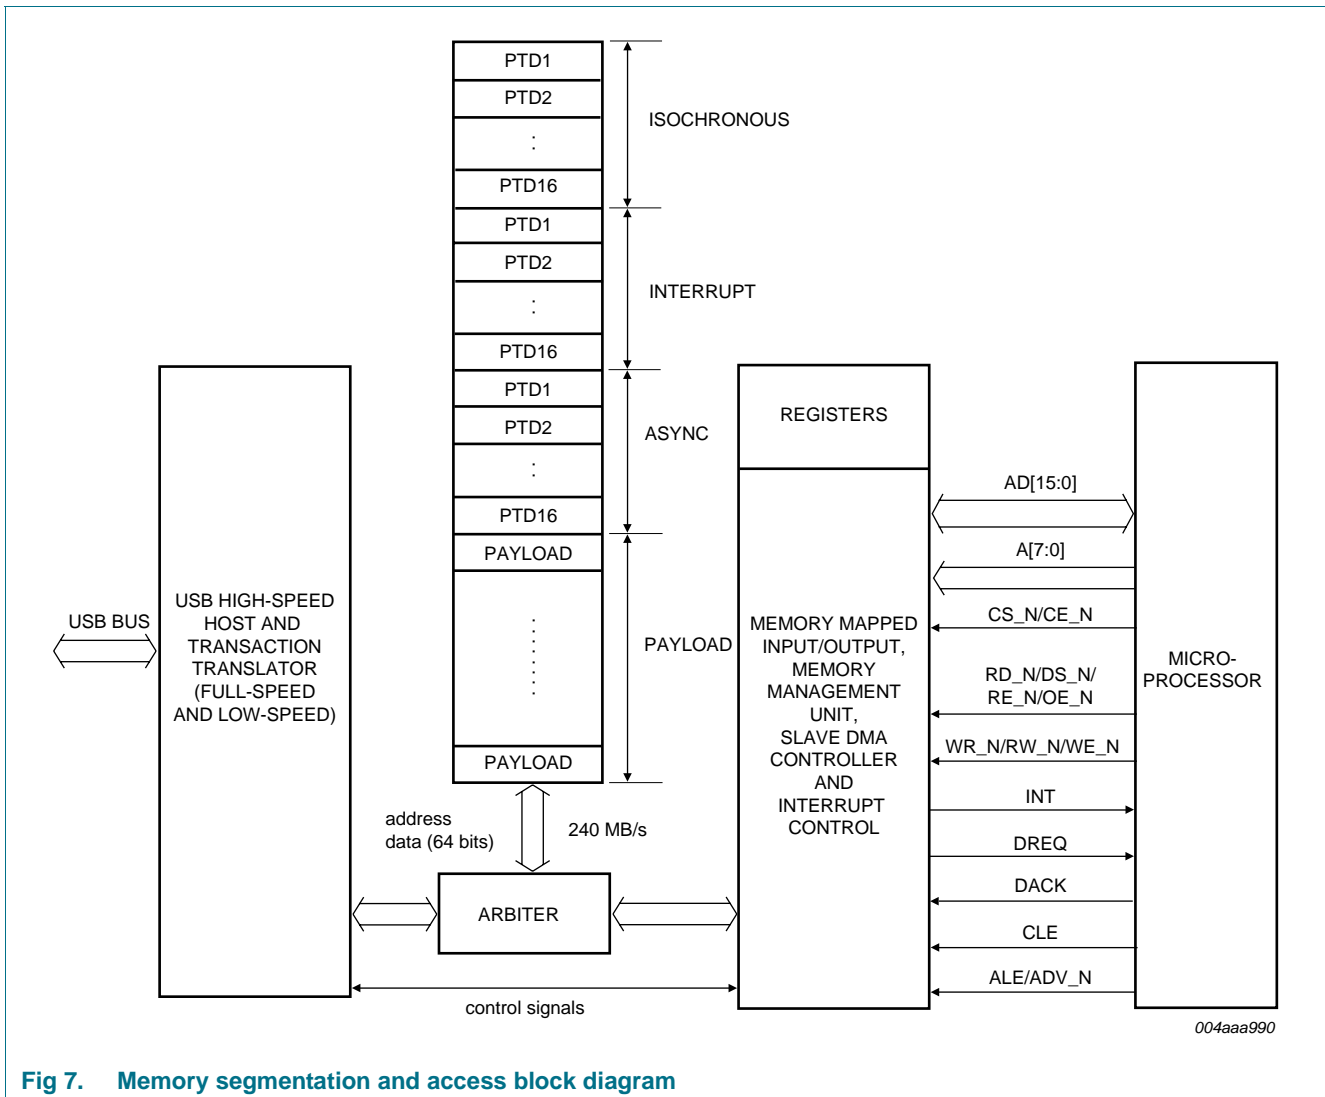 PTD1
PTD2
:
PTD16
ISOCHRONOUS
PTD1
PTD2
:
PTD16
INTERRUPT
PTD1
PTD2
:
PTD16
ASYNC
PAYLOAD
PAYLOAD
PAYLOAD
USB BUS
USB HIGH-SPEED
HOST AND
TRANSACTION
TRANSLATOR
(FULL-SPEED
AND LOW-SPEED)
address
data (64 bits)
240 MB/s
ARBITER
control signals
REGISTERS
MEMORY MAPPED
INPUT/OUTPUT,
MEMORY
MANAGEMENT
UNIT,
SLAVE DMA
CONTROLLER
AND
INTERRUPT
CONTROL
AD[15:0]
A[7:0]
CS_N/CE_N
RD_N/DS_N/
RE_N/OE_N
WR_N/RW_N/WE_N
INT
DREQ
DACK
CLE
ALE/ADV_N
MICRO-
PROCESSOR
004aaa990
Fig 7. Memory segmentation and access block diagram